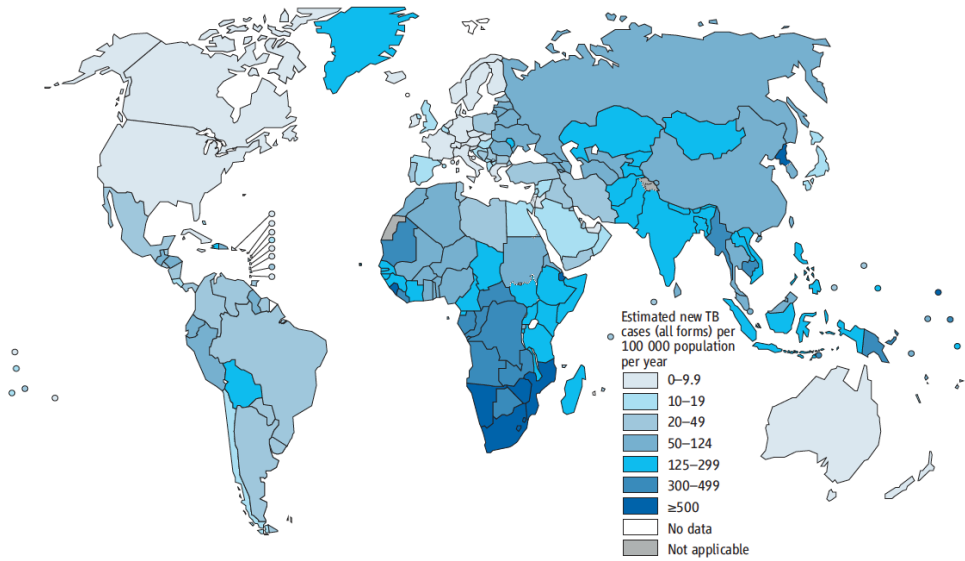 Estimated new TB
cases (all forms) per
100 000 population
per year
0–9.9
10–19
20–49
50–124
125–299
300–499
≥500
No data
Not applicable